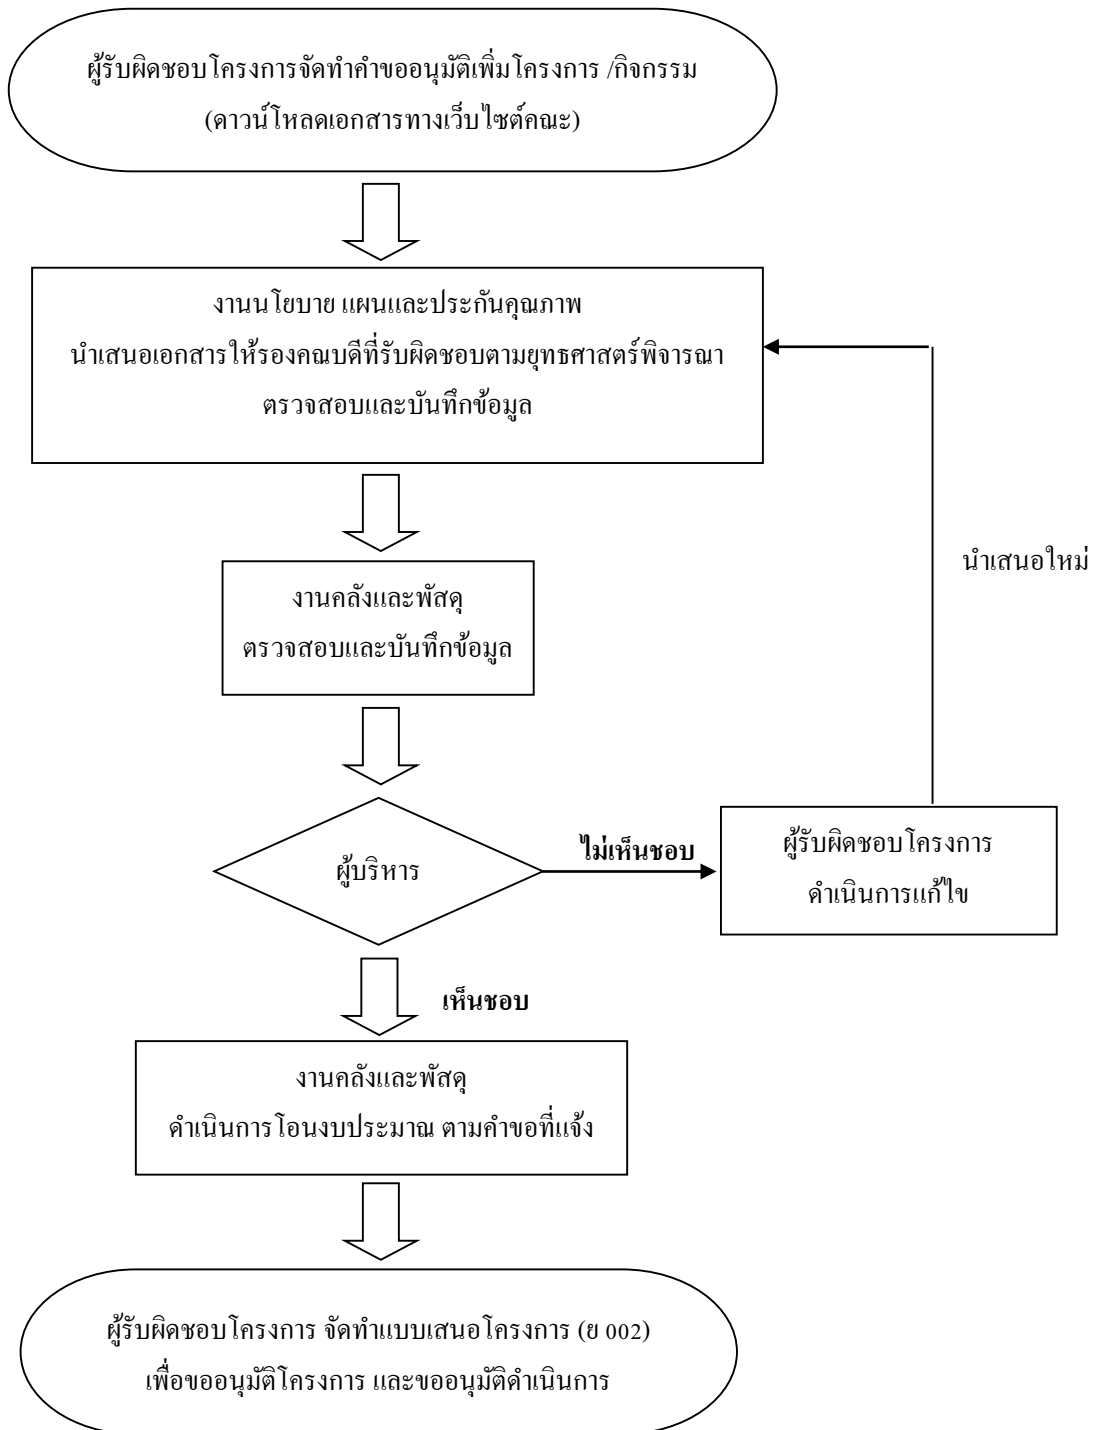 ผู้รับผิดชอบโครงการจัดทำคำขออนุมัติเพิ่มโครงการ /กิจกรรม
(ดาวน์โหลดเอกสารทางเว็บไซต์คณะ)
งานนโยบาย แผนและประกันคุณภาพ
นำเสนอเอกสารให้รองคณบดีที่รับผิดชอบตามยุทธศาสตร์พิจารณา
ตรวจสอบและบันทึกข้อมูล
นำเสนอใหม่
งานคลังและพัสดุ
ตรวจสอบและบันทึกข้อมูล
ผู้บริหาร
ไม่เห็นชอบ
ผู้รับผิดชอบโครงการ
ดำเนินการแก้ไข
เห็นชอบ
งานคลังและพัสดุ
ดำเนินการโอนงบประมาณ ตามคำขอที่แจ้ง
ผู้รับผิดชอบโครงการ จัดทำแบบเสนอโครงการ (ย 002)
เพื่อขออนุมัติโครงการ และขออนุมัติดำเนินการ